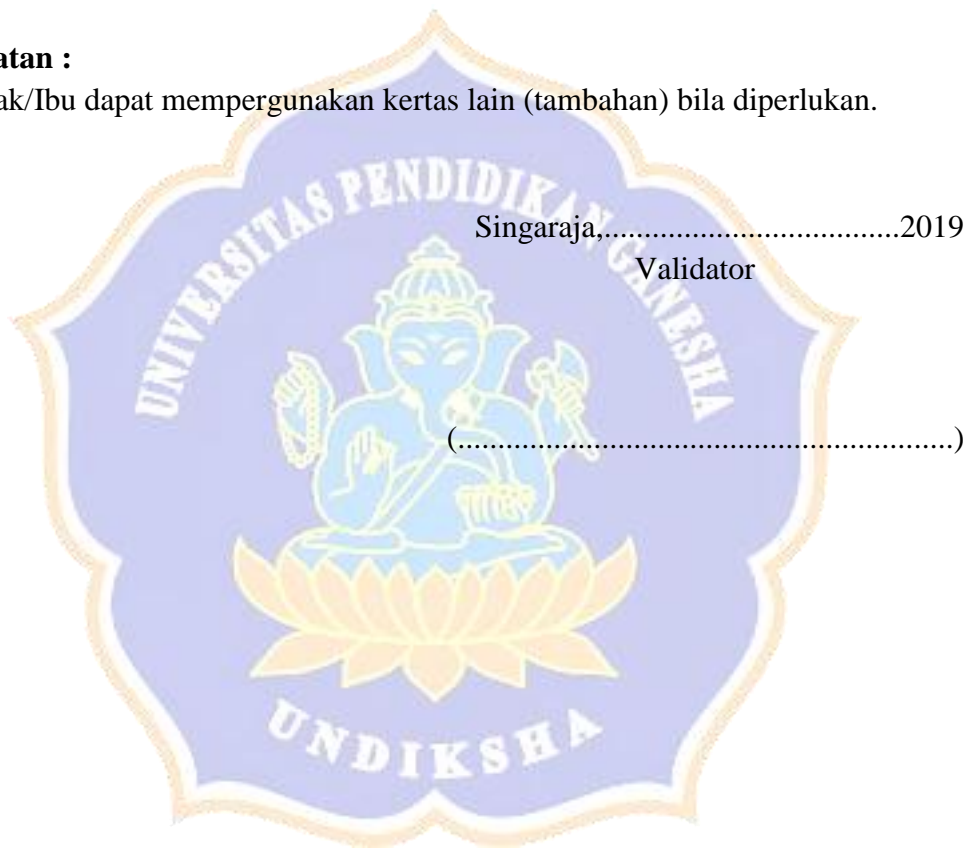 atan :
ak/Ibu dapat mempergunakan kertas lain (tambahan) bila diperlukan.
UNIVERSITAS PENDIDIKAN GANESHA
Singaraja,.....................................2019
Validator
(..............................................................)
UNDIKSHA